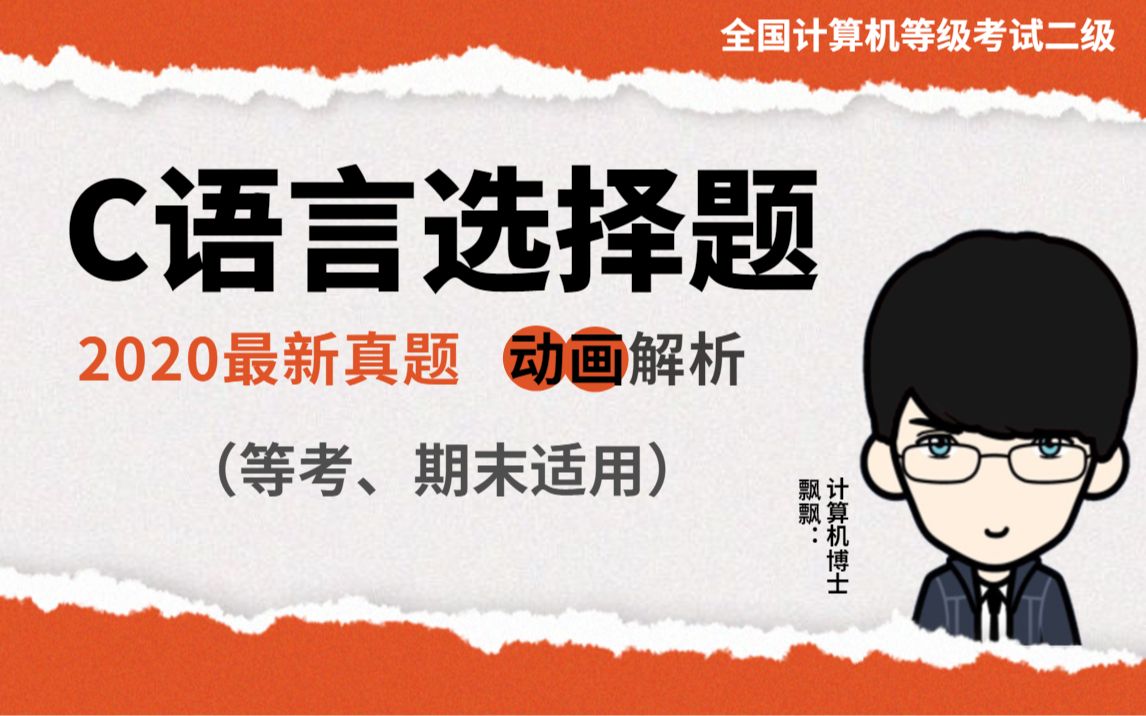 全国计算机等级考试二级
C语言选择题
2020最新真题 动画解析
（等考、期末适用）
计算机博士
飘飘：